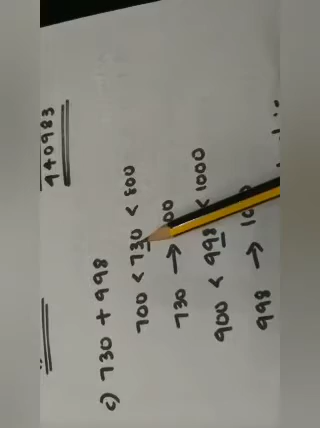 940983
c) 730 + 998
700 < 730 < 800
730 →
900 < 998 < 1000
998 →